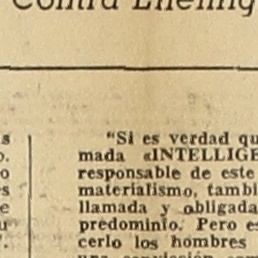 Contra Enemig
"Si es verdad qu
mada «INTELLIGE
responsable de este
materialismo, tambi
llamada y obligada
predominio. Pero es
cerlo los hombres
s
o.
o
s
e
u
".